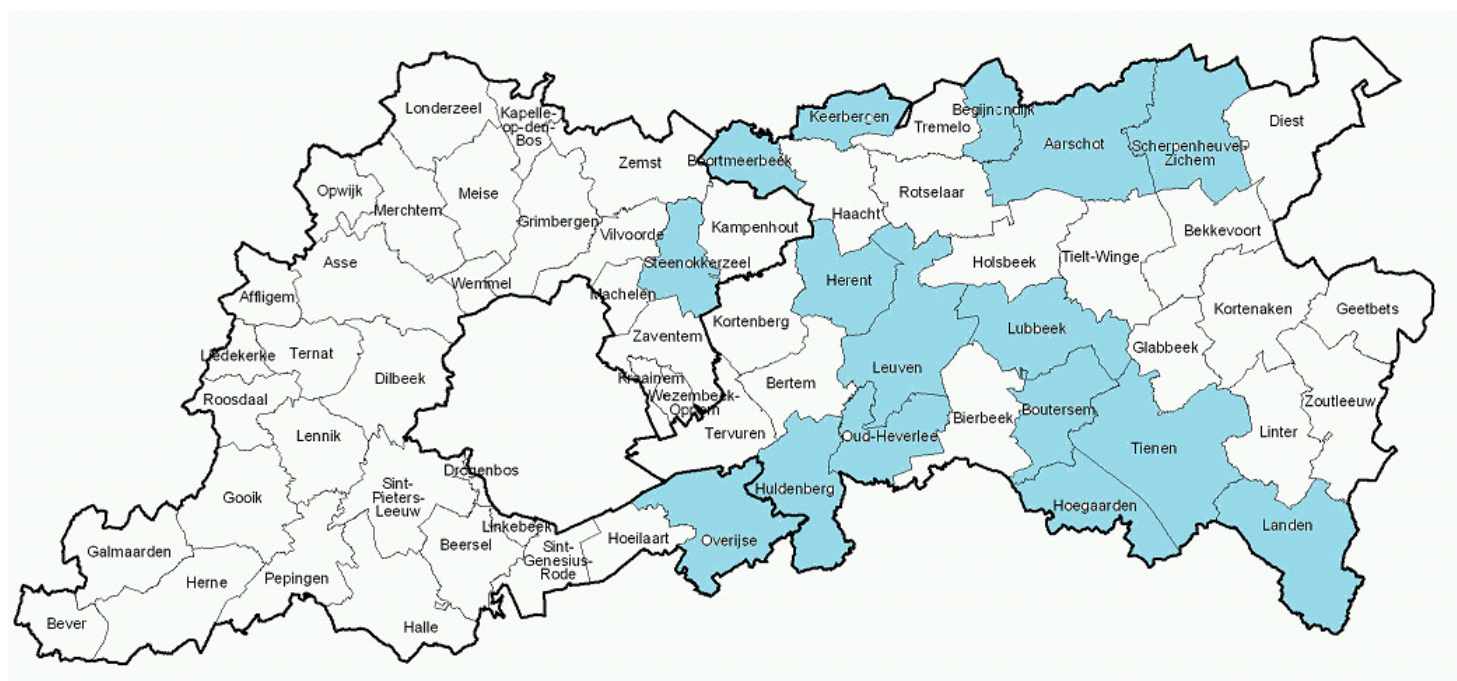 Londerzeel
Kapelle-
op-den-
Bos
Keerbergen
Begijnendijk
Tremelo
Diest
Aarschot
Scherpenheuvel-
Zichem
Zemst
Boortmeerbeek
Opwijk
Meise
Merchtem
Rotselaar
Haacht
Grimbergen
Vilvoorde
Kampenhout
Bekkevoort
Asse
Steenokkerzeel
Holsbeek
Tielt-Winge
Wemmel
Machelen
Herent
Affligem
Kortenaken
Geetbets
Kortenberg
Lubbeek
Zaventem
Glabbeek
Liedekerke
Ternat
Dilbeek
Kraainem
Bertem
Leuven
Wezembeek-
Oppem
Roosdaal
Zoutleeuw
Boutersem
Bierbeek
Lennik
Tervuren
Oud-Heverlee
Linter
Tienen
Drogenbos
Sint-
Pieters-
Leeuw
Huldenberg
Gooik
Hoegaarden
Linkebeek
Landen
Hoeilaart
Overijse
Beersel
Sint-
Genesius-
Rode
Galmaarden
Herne
Pepingen
Bever
Halle